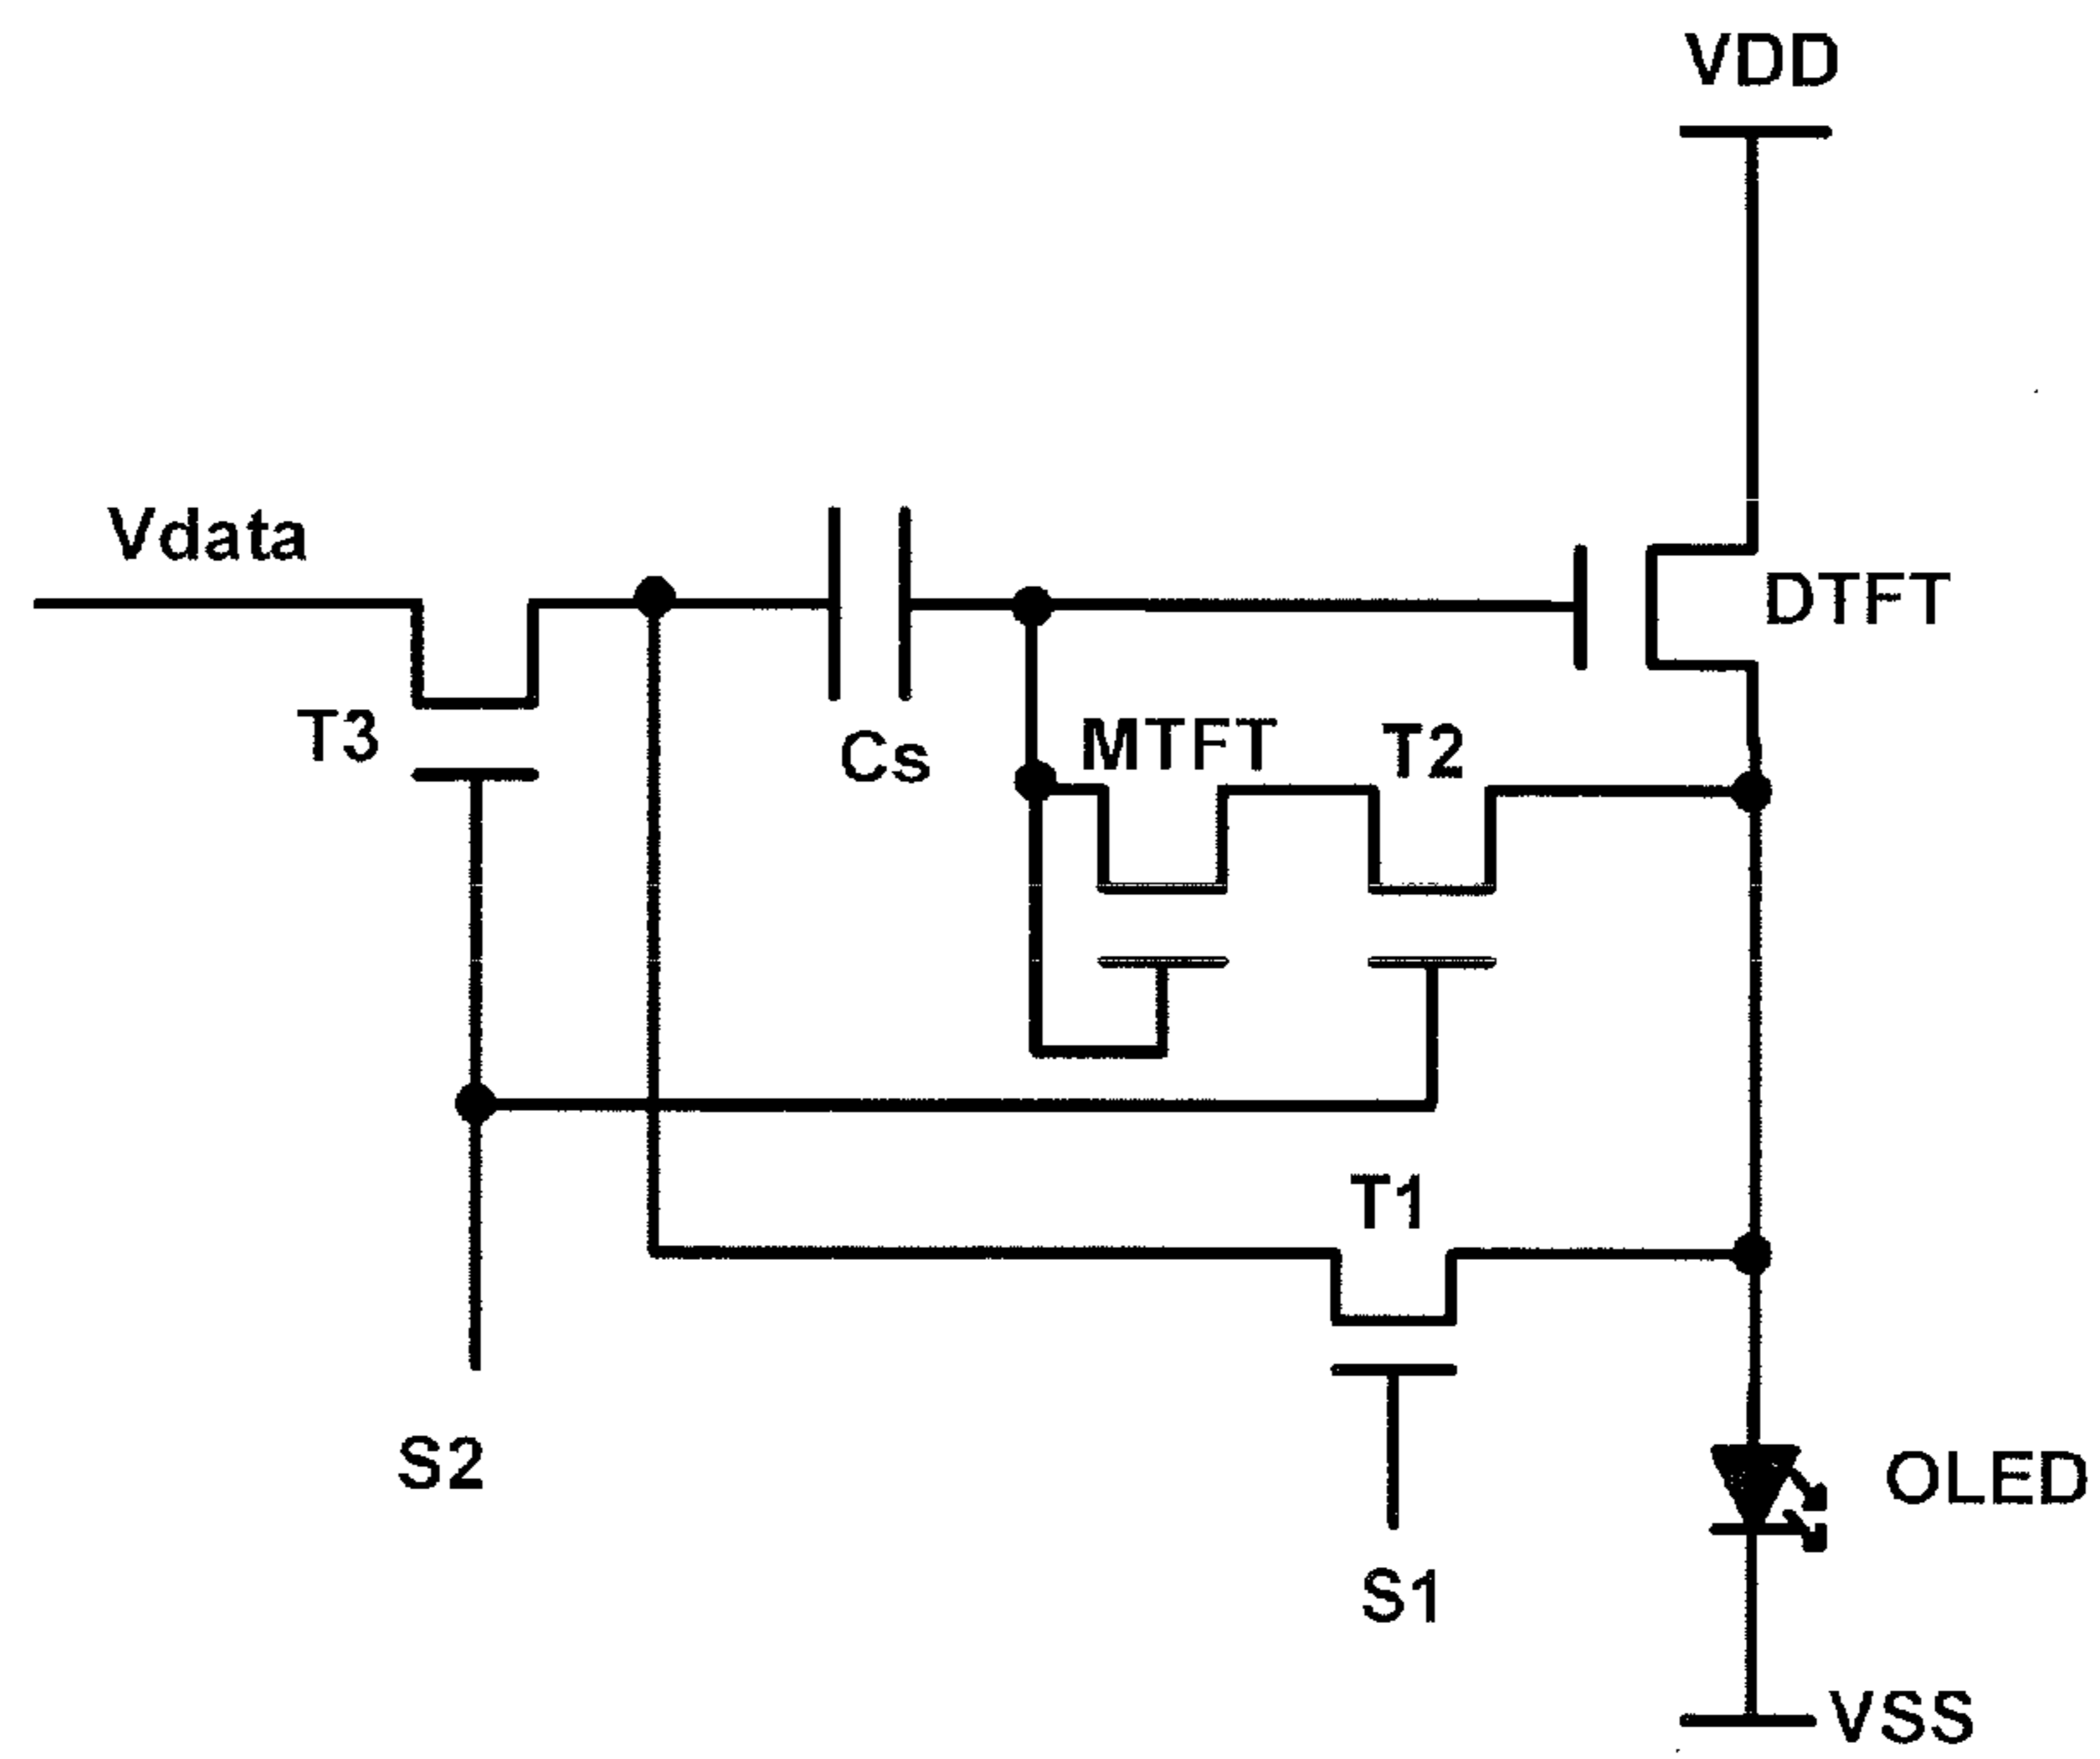 VDD
Vdata
DTFT
T3
Cs
MTFT
T2
T1
S2
OLED
S1
VSS